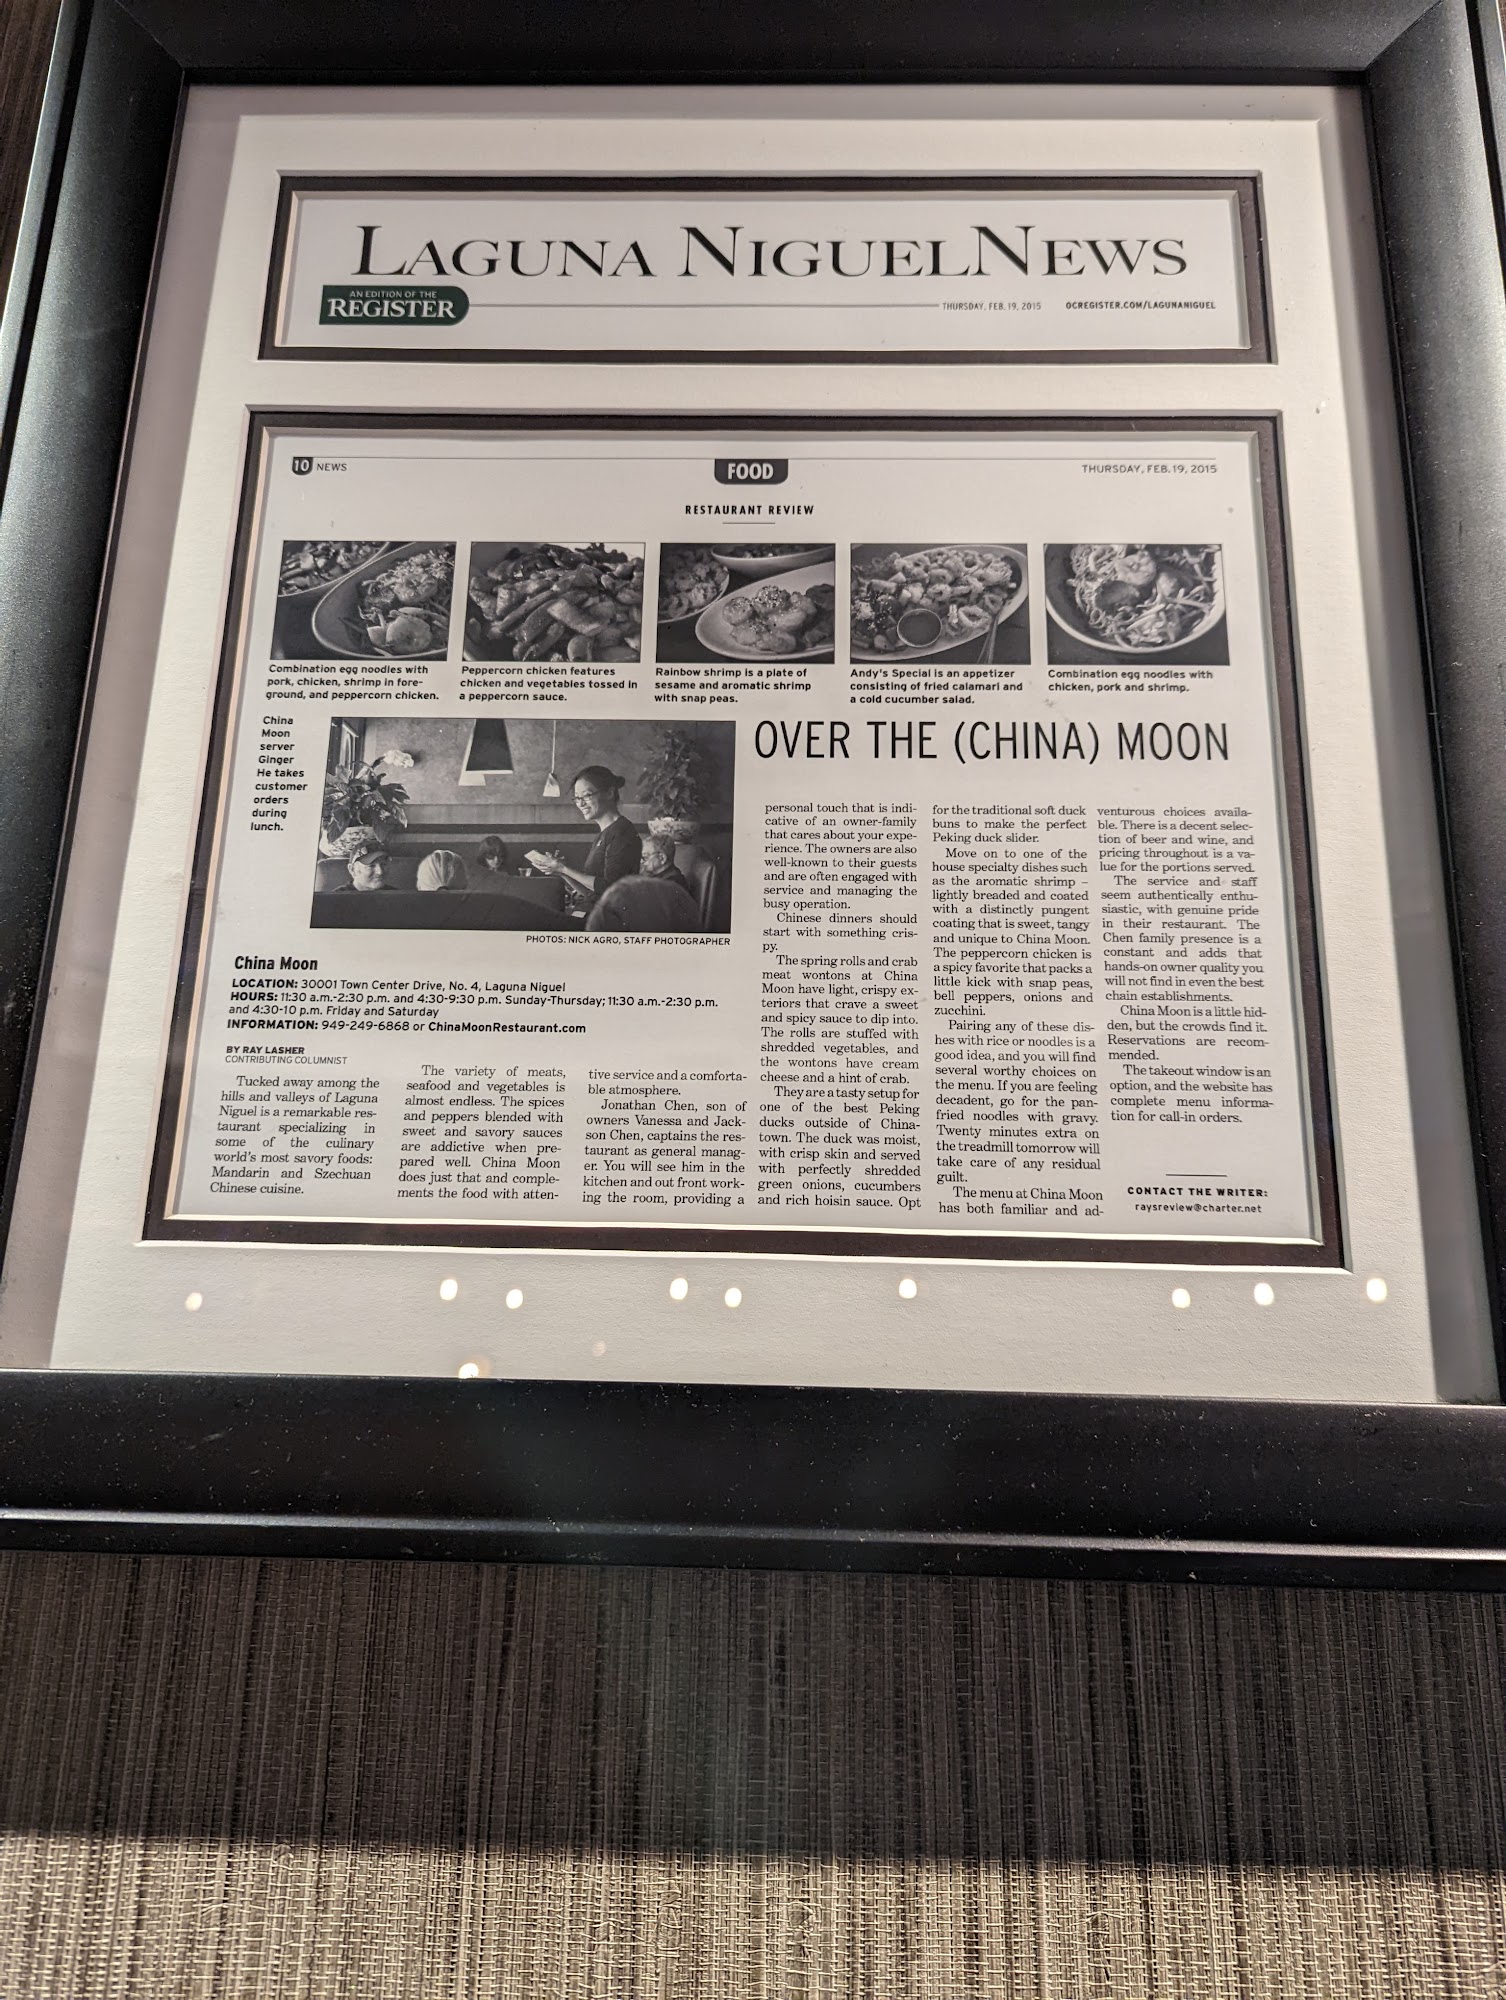 LAGUNA NIGUEL NEWS
AN EDITION OF THE
REGISTER
THURSDAY, FEB. 19, 2015
OCREGISTER.COM/LAGUNANIGUEL
10 NEWS
FOOD
THURSDAY, FEB. 19, 2015
RESTAURANT REVIEW
Combination egg noodles with
pork, chicken, shrimp in fore-
ground, and peppercorn chicken.
Peppercorn chicken features
chicken and vegetables tossed in
a peppercorn sauce.
Rainbow shrimp is a plate of
sesame and aromatic shrimp
with snap peas.
Andy's Special is an appetizer
consisting of fried calamari and
a cold cucumber salad.
Combination egg noodles with
chicken, pork and shrimp.
China
Moon
server
Ginger
He takes
customer
orders
during
lunch.
PHOTOS: NICK AGRO, STAFF PHOTOGRAPHER
OVER THE (CHINA) MOON
China Moon
LOCATION: 30001 Town Center Drive, No. 4, Laguna Niguel
HOURS: 11:30 a.m.-2:30 p.m. and 4:30-9:30 p.m. Sunday-Thursday; 11:30 a.m.-2:30 p.m.
and 4:30-10 p.m. Friday and Saturday
INFORMATION: 949-249-6868 or ChinaMoonRestaurant.com
BY RAY LASHER
CONTRIBUTING COLUMNIST
Tucked away among the
hills and valleys of Laguna
Niguel is a remarkable res-
taurant specializing in
some of the culinary
world's most savory foods:
Mandarin and Szechuan
Chinese cuisine.
The variety of meats,
seafood and vegetables is
almost endless. The spices
and peppers blended with
sweet and savory sauces
are addictive when pre-
pared well. China Moon
does just that and comple-
ments the food with atten-
tive service and a comforta-
ble atmosphere.
Jonathan Chen, son of
owners Vanessa and Jack-
son Chen, captains the res-
taurant as general manag-
er. You will see him in the
kitchen and out front work-
ing the room, providing a
personal touch that is indi-
cative of an owner-family
that cares about your expe-
rience. The owners are also
well-known to their guests
and are often engaged with
service and managing the
busy operation.
Chinese dinners should
start with something cris-
py.
The spring rolls and crab
meat wontons at China
Moon have light, crispy ex-
teriors that crave a sweet
and spicy sauce to dip into.
The rolls are stuffed with
shredded vegetables, and
the wontons have cream
cheese and a hint of crab.
They are a tasty setup for
one of the best Peking
ducks outside of China-
town. The duck was moist,
with crisp skin and served
with perfectly shredded
green onions, cucumbers
and rich hoisin sauce. Opt
for the traditional soft duck
buns to make the perfect
Peking duck slider.
Move on to one of the
house specialty dishes such
as the aromatic shrimp –
lightly breaded and coated
with a distinctly pungent
coating that is sweet, tangy
and unique to China Moon.
The peppercorn chicken is
a spicy favorite that packs a
little kick with snap peas,
bell peppers, onions and
zucchini.
Pairing any of these dis-
hes with rice or noodles is a
good idea, and you will find
several worthy choices on
the menu. If you are feeling
decadent, go for the pan-
fried noodles with gravy.
Twenty minutes extra on
the treadmill tomorrow will
take care of any residual
guilt.
The menu at China Moon
has both familiar and ad-
venturous choices availa-
ble. There is a decent selec-
tion of beer and wine, and
pricing throughout is a va-
lue for the portions served.
The service and staff
seem authentically enthu-
siastic, with genuine pride
in their restaurant. The
Chen family presence is a
constant and adds that
hands-on owner quality you
will not find in even the best
chain establishments.
China Moon is a little hid-
den, but the crowds find it.
Reservations are recom-
mended.
The takeout window is an
option, and the website has
complete menu informa-
tion for call-in orders.
CONTACT THE WRITER:
raysreview@charter.net